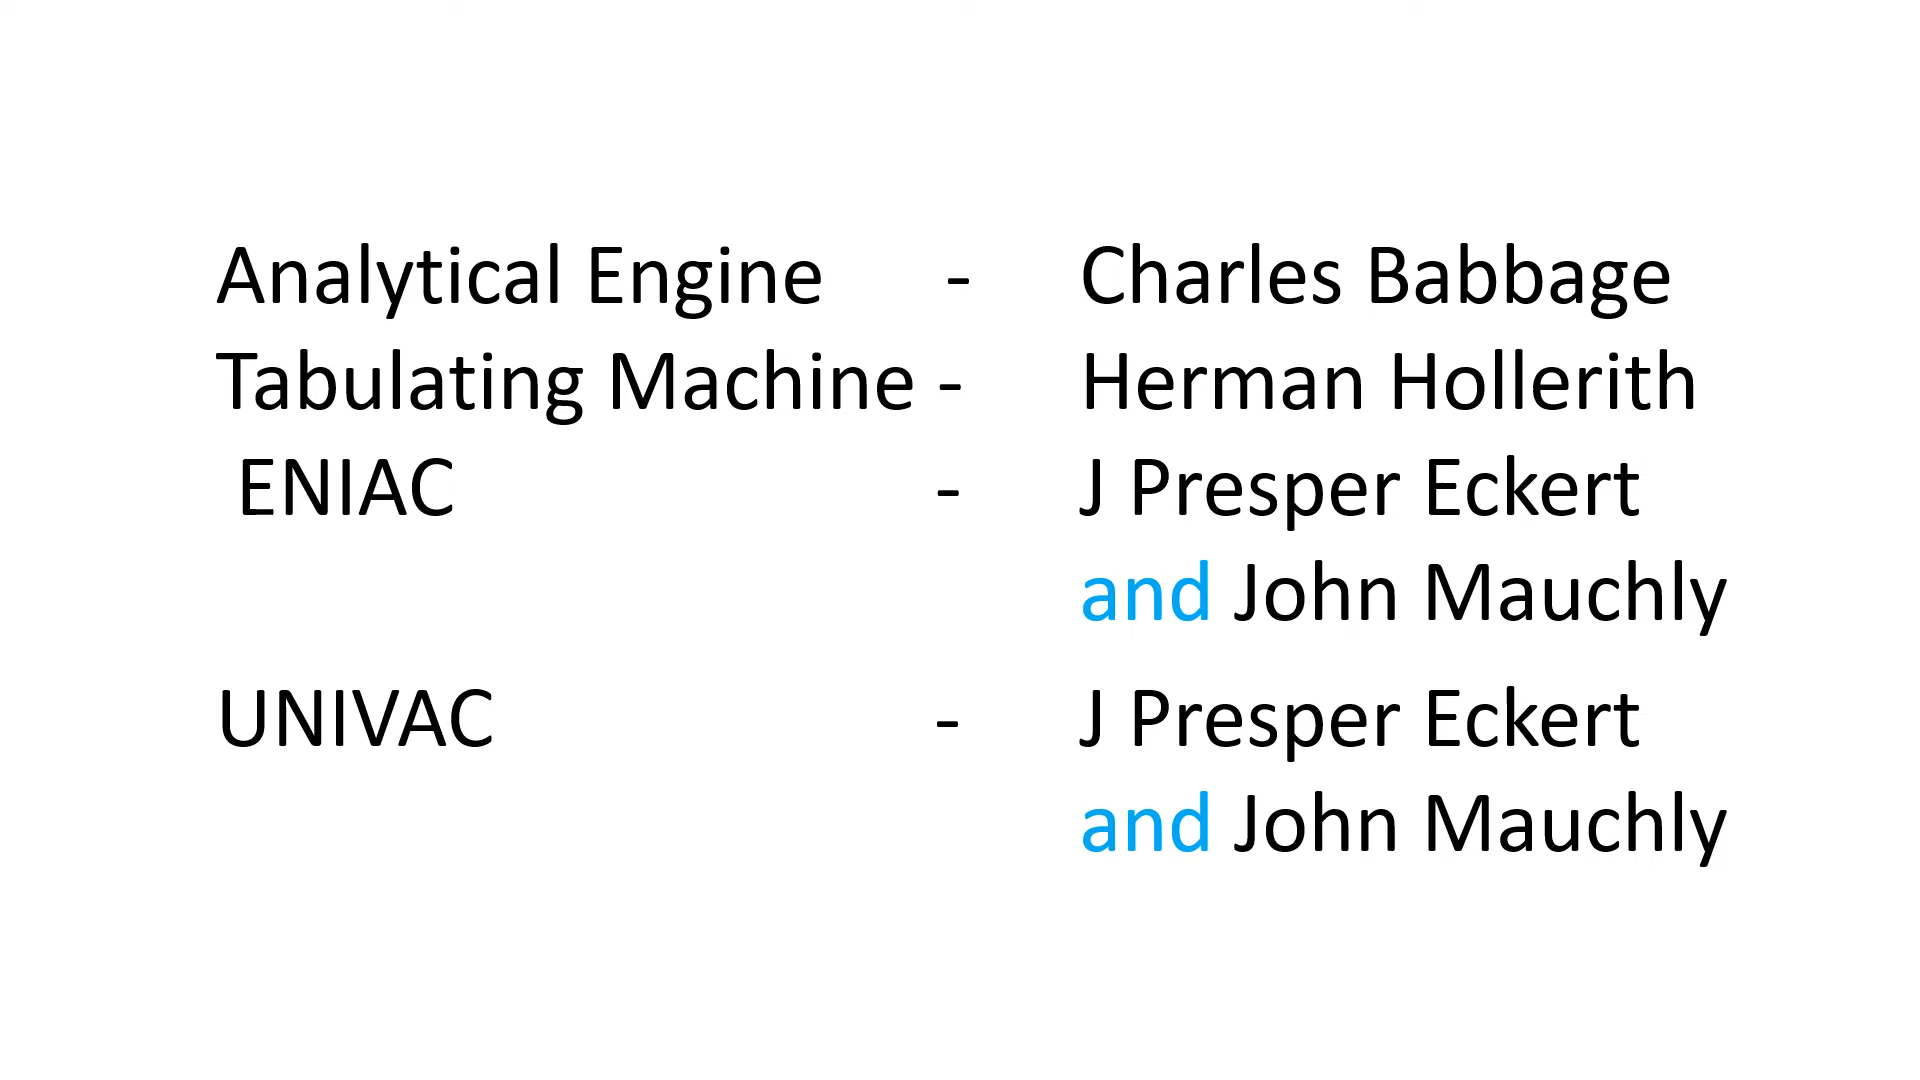 Analytical Engine - Charles Babbage
Tabulating Machine - Herman Hollerith
ENIAC - J Presper Eckert
and John Mauchly
UNIVAC - J Presper Eckert
and John Mauchly